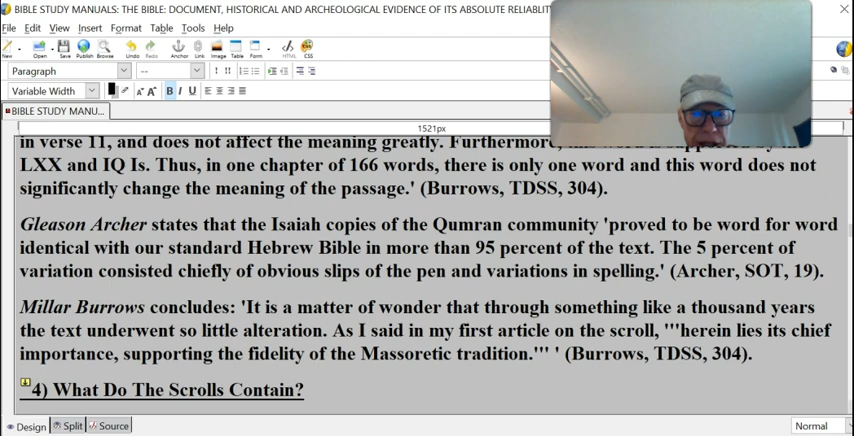 BIBLE STUDY MANUALS: THE BIBLE: DOCUMENT, HISTORICAL AND ARCHEOLOGICAL EVIDENCE OF ITS ABSOLUTE RELIABLI
File Edit View Insert Format Table Tools Help
New Open Save Publish Browse Undo Redo Anchor Link Image Table Form HTML CSS
Paragraph --
Variable Width A A B I U
BIBLE STUDY MANU...
1521px
in verse 11, and does not affect the meaning greatly. Furthermore,
LXX and IQ Is. Thus, in one chapter of 166 words, there is only one word and this word does not
significantly change the meaning of the passage.' (Burrows, TDSS, 304).
Gleason Archer states that the Isaiah copies of the Qumran community 'proved to be word for word
identical with our standard Hebrew Bible in more than 95 percent of the text. The 5 percent of
variation consisted chiefly of obvious slips of the pen and variations in spelling.' (Archer, SOT, 19).
Millar Burrows concludes: 'It is a matter of wonder that through something like a thousand years
the text underwent so little alteration. As I said in my first article on the scroll, '"herein lies its chief
importance, supporting the fidelity of the Massoretic tradition."' ' (Burrows, TDSS, 304).
4) What Do The Scrolls Contain?
Design Split Source Normal